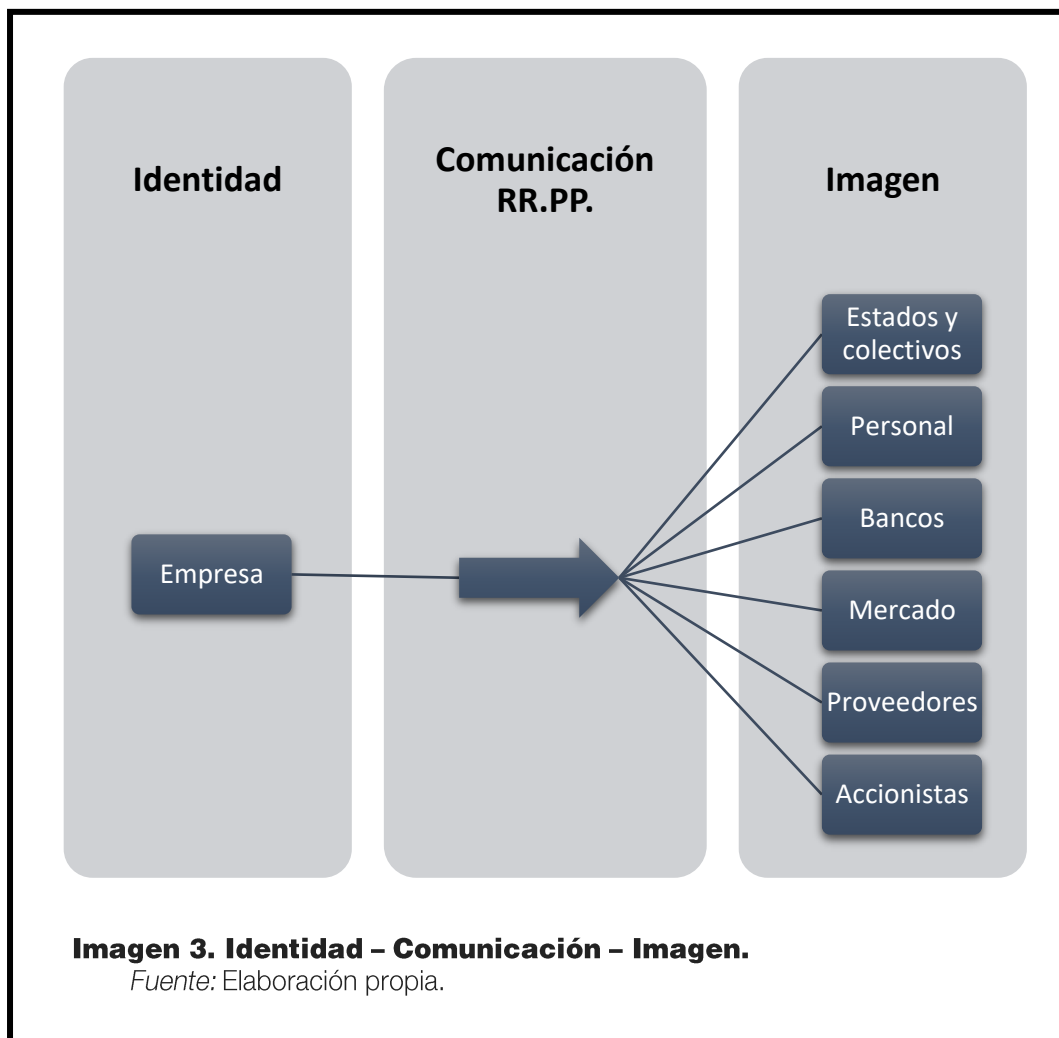 Identidad
Comunicación
RR.PP.
Imagen
Empresa
Estados y
colectivos
Personal
Bancos
Mercado
Proveedores
Accionistas
Imagen 3. Identidad – Comunicación – Imagen.
Fuente: Elaboración propia.